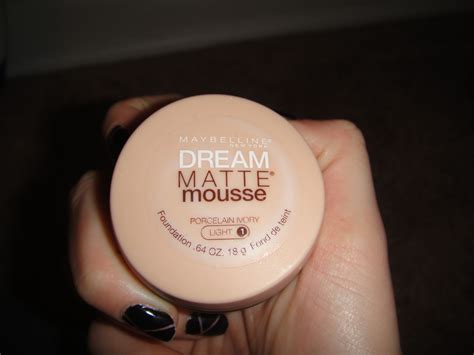 MAYBELLINE
NEW YORK
DREAM
MATTE®
mousse
PORCELAIN IVORY
LIGHT 1
Foundation .64 OZ. 18 g Fond de teint